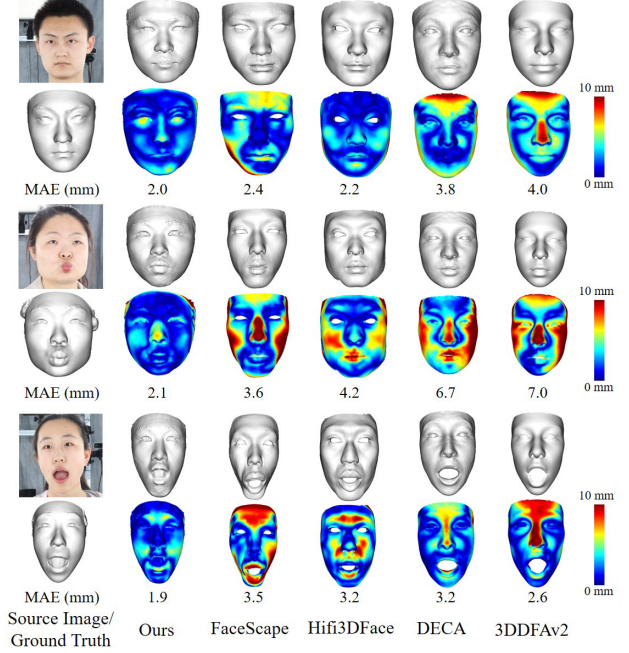 10 mm
0 mm
MAE (mm) 2.0 2.4 2.2 3.8 4.0
10 mm
0 mm
MAE (mm) 2.1 3.6 4.2 6.7 7.0
10 mm
0 mm
MAE (mm) 1.9 3.5 3.2 3.2 2.6
Source Image/
Ground Truth
Ours FaceScape Hifi3DFace DECA 3DDFAv2